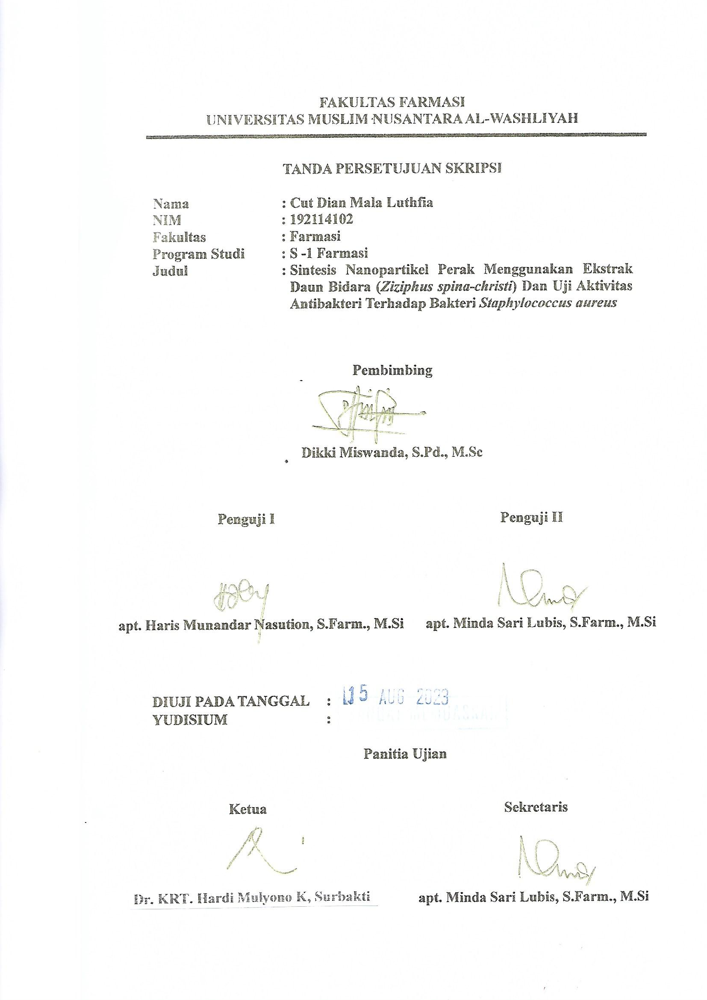 FAKULTAS FARMASI
UNIVERSITAS MUSLIM NUSANTARA AL-WASHLIYAH
TANDA PERSETUJUAN SKRIPSI
Nama : Cut Dian Mala Luthfia
NIM : 192114102
Fakultas : Farmasi
Program Studi : S -1 Farmasi
Judul : Sintesis Nanopartikel Perak Menggunakan Ekstrak
Daun Bidara (Ziziphus spina-christi) Dan Uji Aktivitas
Antibakteri Terhadap Bakteri Staphylococcus aureus
Pembimbing
Dikki Miswanda, S.Pd., M.Sc
Penguji I Penguji II
apt. Haris Munandar Nasution, S.Farm., M.Si apt. Minda Sari Lubis, S.Farm., M.Si
DIUJI PADA TANGGAL : 15 AUG 2023
YUDISIUM :
Panitia Ujian
Ketua Sekretaris
Dr. KRT. Hardi Mulyono K, Surbakti apt. Minda Sari Lubis, S.Farm., M.Si